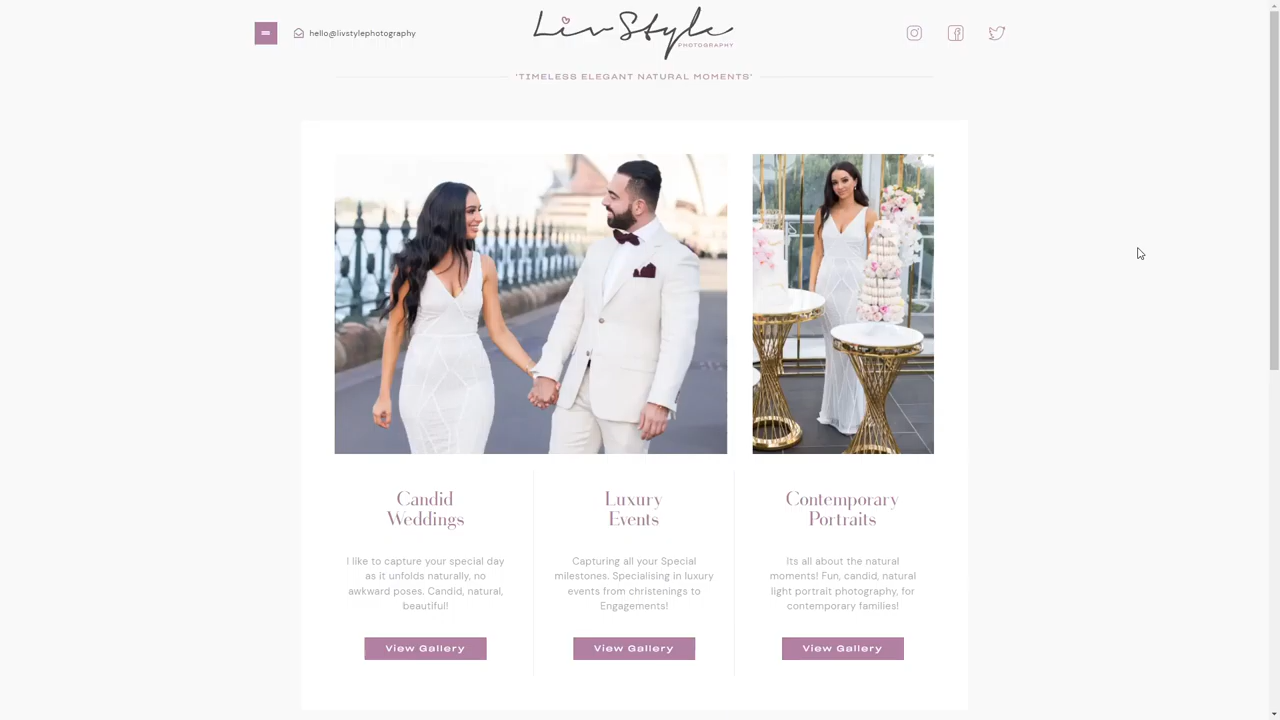 hello@livstylephotography
LivStyle
PHOTOGRAPHY
'TIMELESS ELEGANT NATURAL MOMENTS'
Candid
Weddings
I like to capture your special day
as it unfolds naturally, no
awkward poses. Candid, natural,
beautiful!
View Gallery
Luxury
Events
Capturing all your Special
milestones. Specialising in luxury
events from christenings to
Engagements!
View Gallery
Contemporary
Portraits
Its all about the natural
moments! Fun, candid, natural
light portrait photography, for
contemporary families!
View Gallery